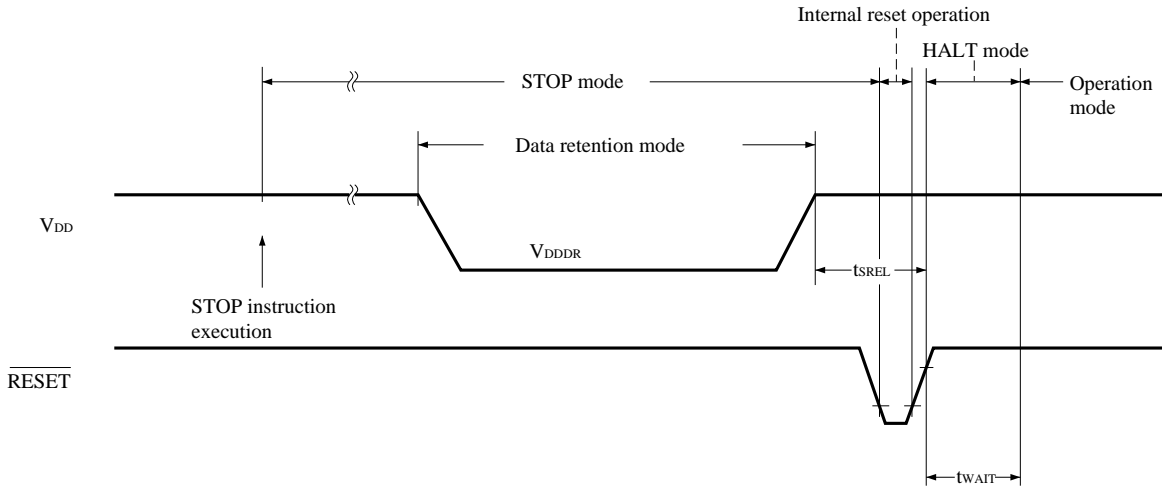 Internal reset operation
HALT mode
STOP mode
Operation
mode
Data retention mode
VDD
VDDDR
tSREL
STOP instruction
execution
RESET
tWAIT